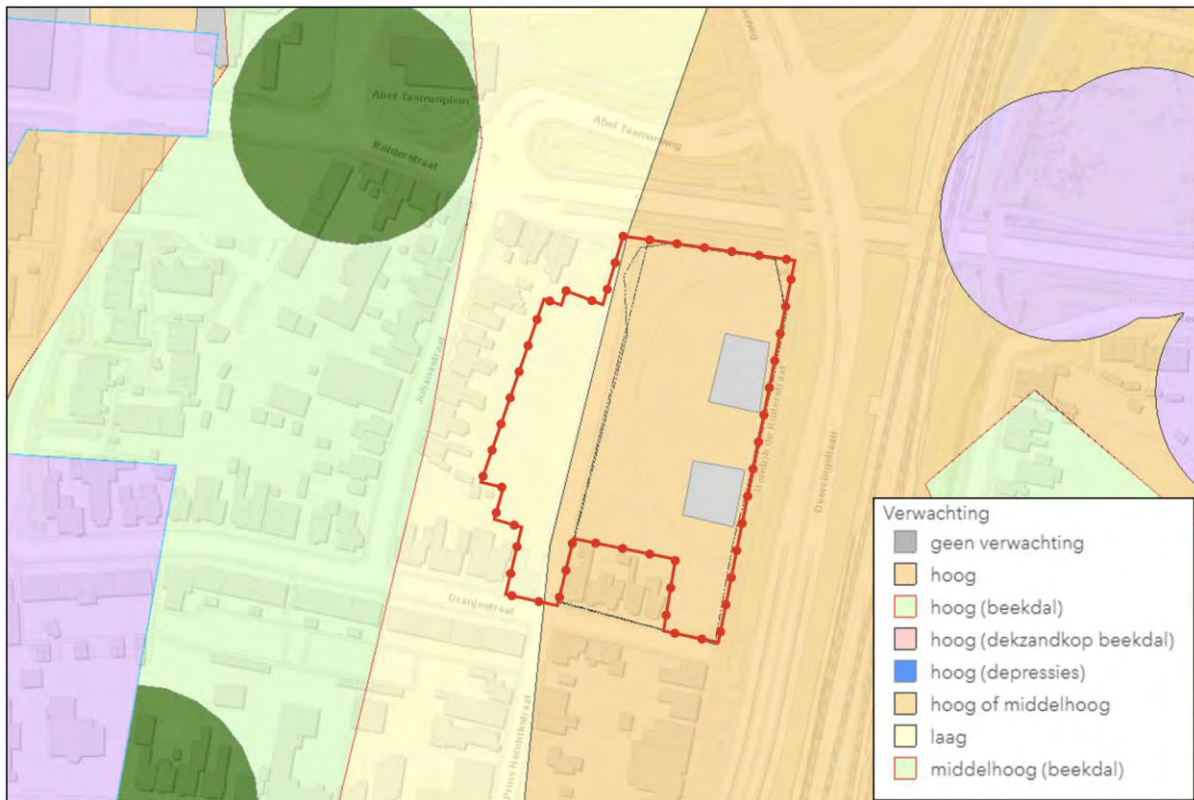 Abel Tasmanplein
Rolderstraat
Abel Tasmanweg
Julianastraat
Hendrik de Ruiterstraat
Overcingellaan
Oranjestraat
Prins Hendrikstraat
Verwachting
geen verwachting
hoog
hoog (beekdal)
hoog (dekzandkop beekdal)
hoog (depressies)
hoog of middelhoog
laag
middelhoog (beekdal)